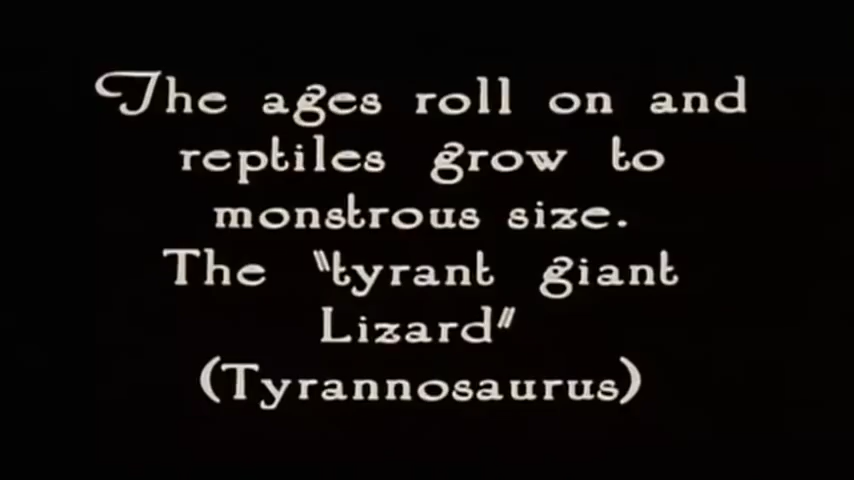 The ages roll on and
reptiles grow to
monstrous size.
The "tyrant giant
Lizard"
(Tyrannosaurus)